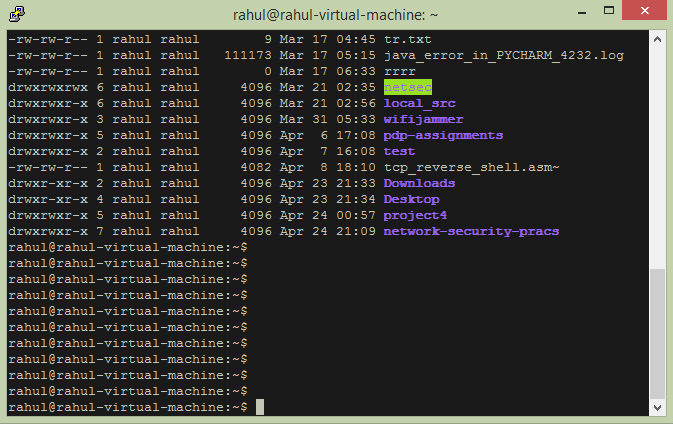 rahul@rahul-virtual-machine: ~
-rw-rw-r-- 1 rahul rahul 9 Mar 17 04:45 tr.txt
-rw-rw-r-- 1 rahul rahul 111173 Mar 17 05:15 java_error_in_PYCHARM_4232.log
-rw-rw-r-- 1 rahul rahul 0 Mar 17 06:33 rrrr
drwxrwxrwx 6 rahul rahul 4096 Mar 21 02:35 netsec
drwxrwxr-x 6 rahul rahul 4096 Mar 21 02:56 local_src
drwxrwxr-x 3 rahul rahul 4096 Mar 31 05:33 wifijammer
drwxrwxr-x 5 rahul rahul 4096 Apr 6 17:08 pdp-assignments
drwxrwxr-x 2 rahul rahul 4096 Apr 7 16:08 test
-rw-rw-r-- 1 rahul rahul 4082 Apr 8 18:10 tcp_reverse_shell.asm~
drwxr-xr-x 2 rahul rahul 4096 Apr 23 21:33 Downloads
drwxr-xr-x 4 rahul rahul 4096 Apr 23 21:34 Desktop
drwxrwxr-x 5 rahul rahul 4096 Apr 24 00:57 project4
drwxrwxr-x 7 rahul rahul 4096 Apr 24 21:09 network-security-pracs
rahul@rahul-virtual-machine:~$
rahul@rahul-virtual-machine:~$
rahul@rahul-virtual-machine:~$
rahul@rahul-virtual-machine:~$
rahul@rahul-virtual-machine:~$
rahul@rahul-virtual-machine:~$
rahul@rahul-virtual-machine:~$
rahul@rahul-virtual-machine:~$
rahul@rahul-virtual-machine:~$
rahul@rahul-virtual-machine:~$
rahul@rahul-virtual-machine:~$